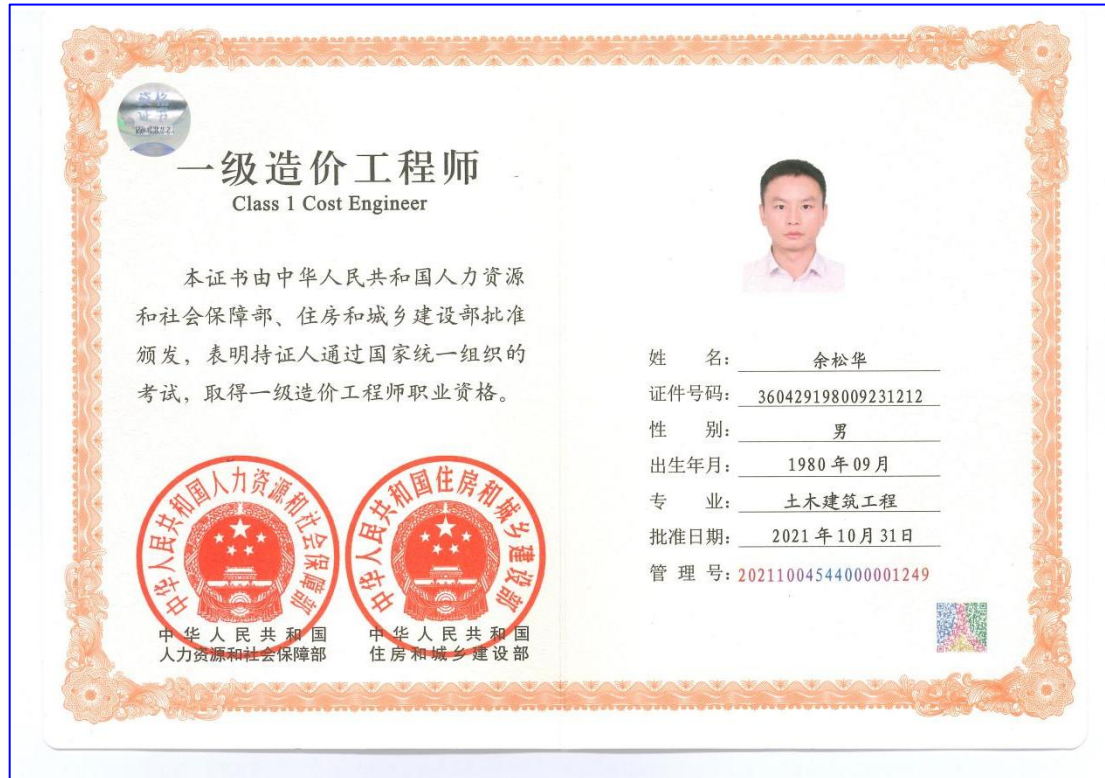 一级造价工程师
Class 1 Cost Engineer
本证书由中华人民共和国人力资源
和社会保障部、住房和城乡建设部批准
颁发，表明持证人通过国家统一组织的
考试，取得一级造价工程师职业资格。
中华人民共和国人力资源和社会保障部
中华人民共和国住房和城乡建设部
中华人民共和国
人力资源和社会保障部
中华人民共和国
住房和城乡建设部
姓 名：余松华
证件号码：360429198009231212
性 别：男
出生年月：1980年09月
专 业：土木建筑工程
批准日期：2021年10月31日
管 理 号：20211004544000001249